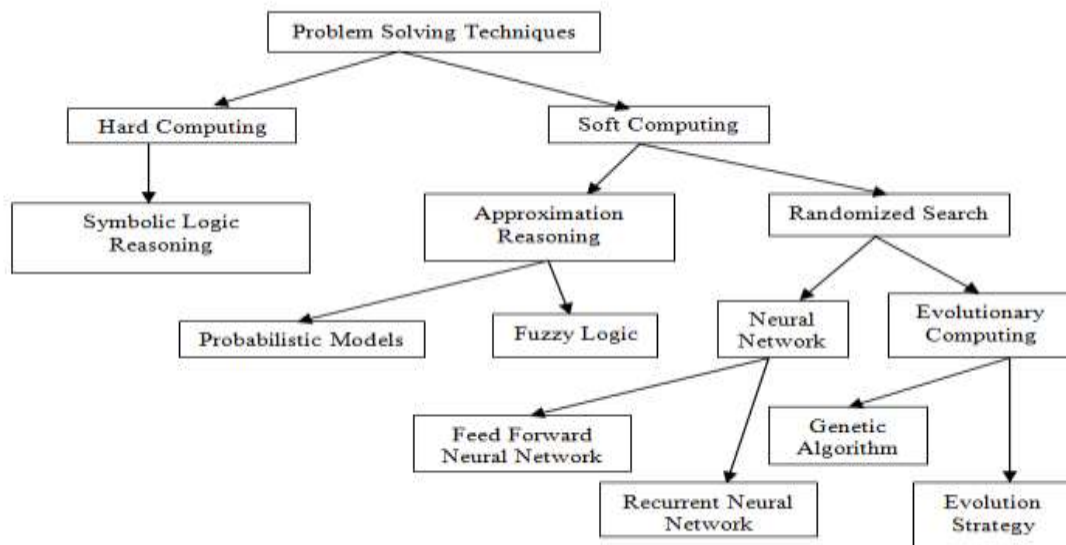 Problem Solving Techniques
Hard Computing
Soft Computing
Symbolic Logic
Reasoning
Approximation
Reasoning
Randomized Search
Probabilistic Models
Fuzzy Logic
Neural
Network
Evolutionary
Computing
Feed Forward
Neural Network
Genetic
Algorithm
Recurrent Neural
Network
Evolution
Strategy